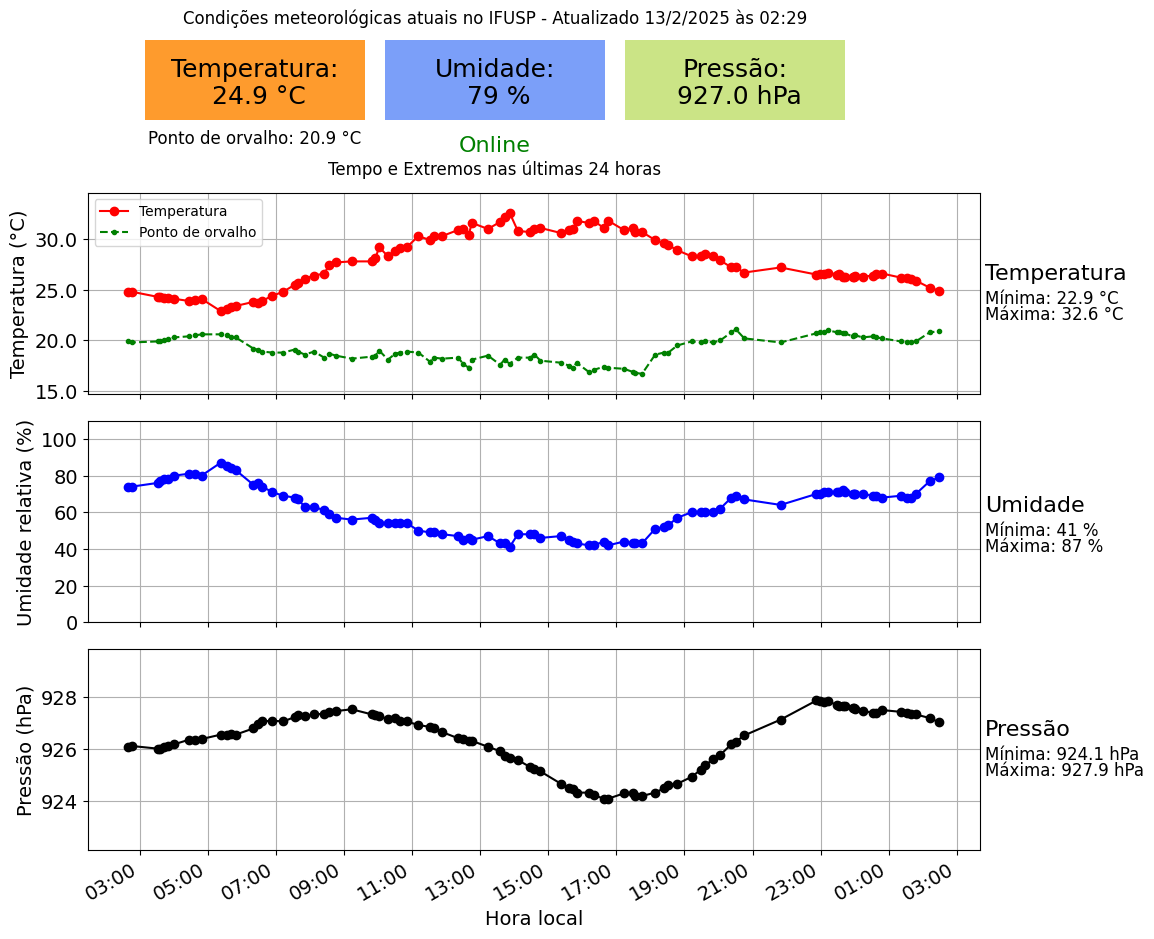 Condições meteorológicas atuais no IFUSP - Atualizado 13/2/2025 às 02:29
Temperatura:
24.9 °C
Umidade:
79 %
Pressão:
927.0 hPa
Ponto de orvalho: 20.9 °C
Online
Tempo e Extremos nas últimas 24 horas
Temperatura
Ponto de orvalho
Temperatura (°C)
30.0
25.0
20.0
15.0
Temperatura
Mínima: 22.9 °C
Máxima: 32.6 °C
Umidade relativa (%)
100
80
60
40
20
0
Umidade
Mínima: 41 %
Máxima: 87 %
Pressão (hPa)
928
926
924
Pressão
Mínima: 924.1 hPa
Máxima: 927.9 hPa
03:00 05:00 07:00 09:00 11:00 13:00 15:00 17:00 19:00 21:00 23:00 01:00 03:00
Hora local